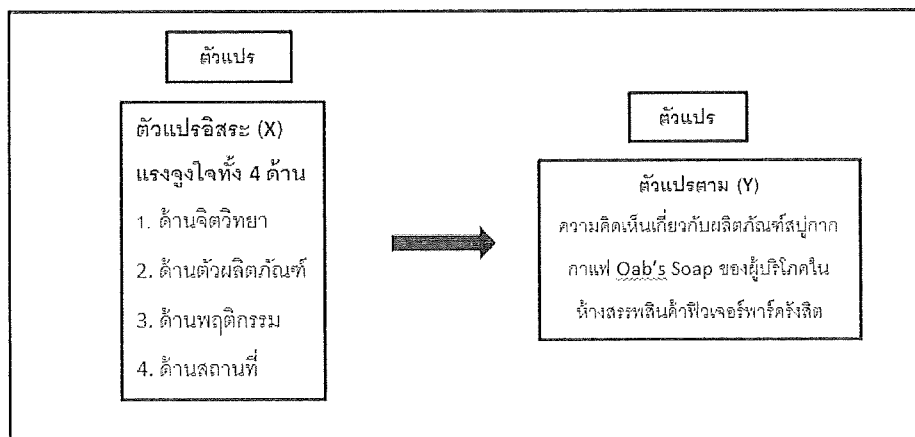 ตัวแปร
ตัวแปรอิสระ (X)
แรงจูงใจทั้ง 4 ด้าน
1. ด้านจิตวิทยา
2. ด้านตัวผลิตภัณฑ์
3. ด้านพฤติกรรม
4. ด้านสถานที่
ตัวแปร
ตัวแปรตาม (Y)
ความคิดเห็นเกี่ยวกับผลิตภัณฑ์สบู่กาก
กาแฟ Oab's Soap ของผู้บริโภคใน
ห้างสรรพสินค้าฟิวเจอร์พาร์ครังสิต